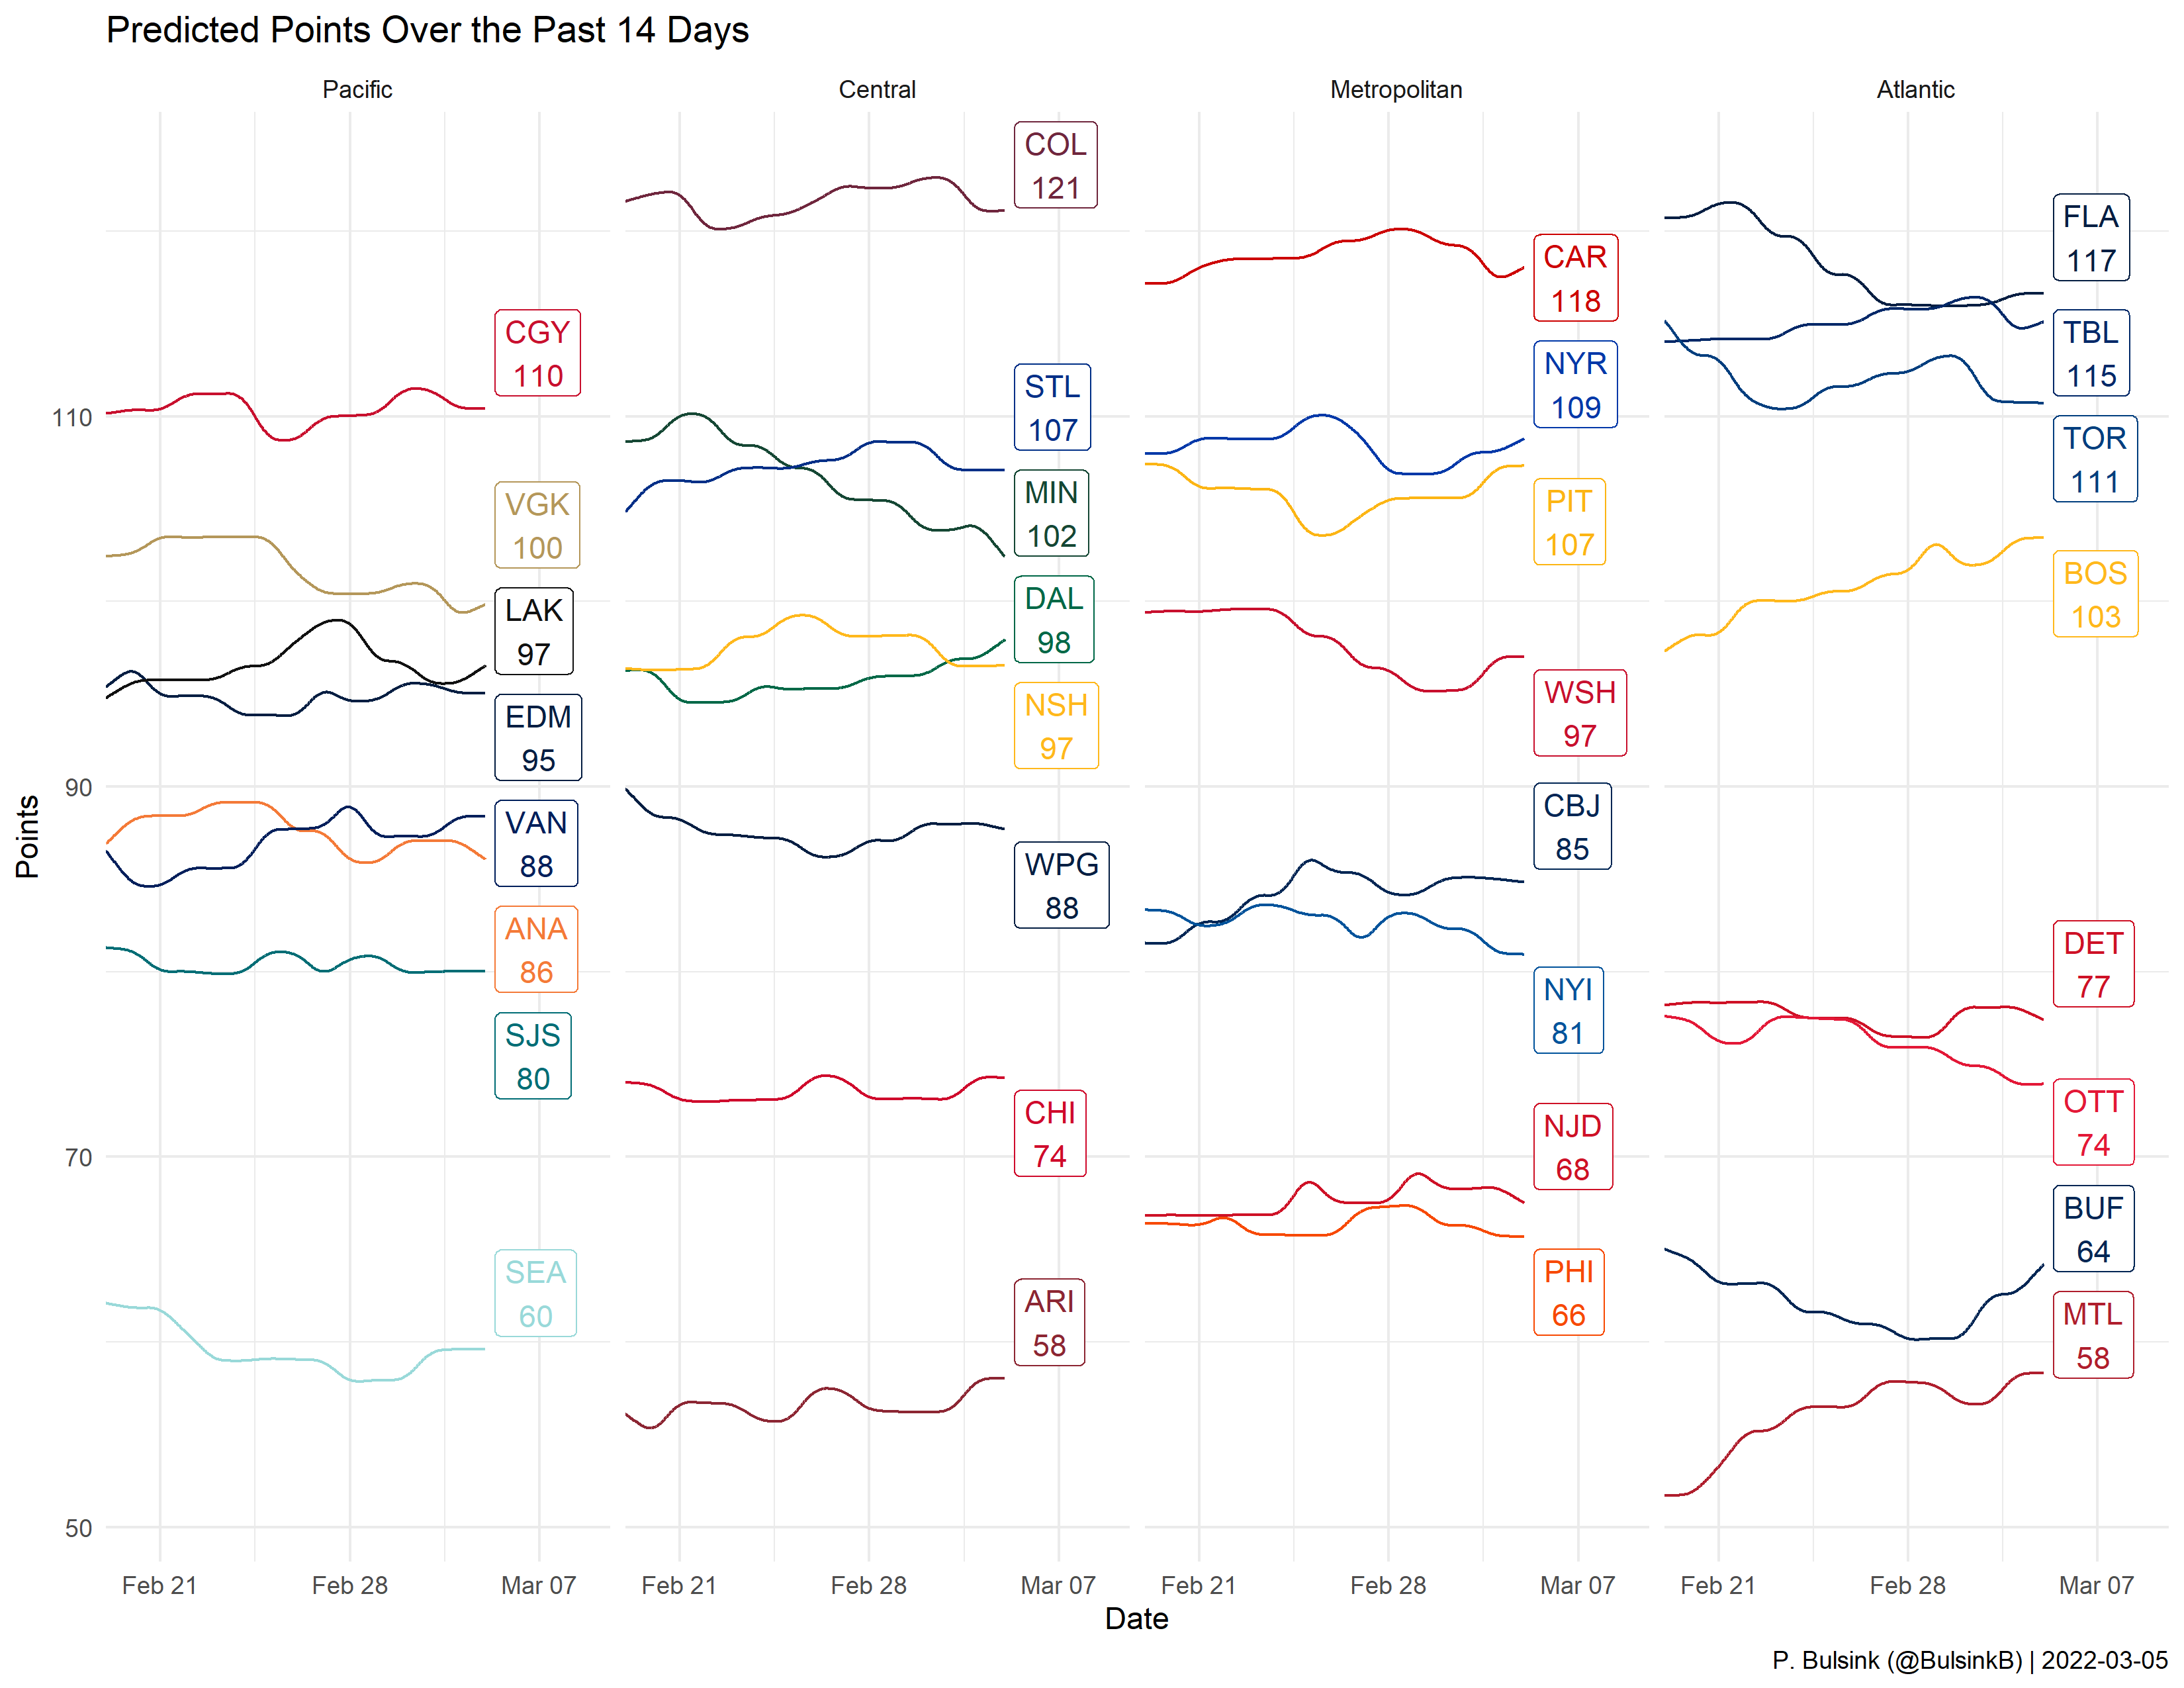 Predicted Points Over the Past 14 Days
Pacific
Central
Metropolitan
Atlantic
Points
110
90
70
50
CGY
110
VGK
100
LAK
97
EDM
95
VAN
88
ANA
86
SJS
80
SEA
60
COL
121
STL
107
MIN
102
DAL
98
NSH
97
WPG
88
CHI
74
ARI
58
CAR
118
NYR
109
PIT
107
WSH
97
CBJ
85
NYI
81
NJD
68
PHI
66
FLA
117
TBL
115
TOR
111
BOS
103
DET
77
OTT
74
BUF
64
MTL
58
Feb 21 Feb 28 Mar 07
Feb 21 Feb 28 Mar 07
Feb 21 Feb 28 Mar 07
Feb 21 Feb 28 Mar 07
Date
P. Bulsink (@BulsinkB) | 2022-03-05